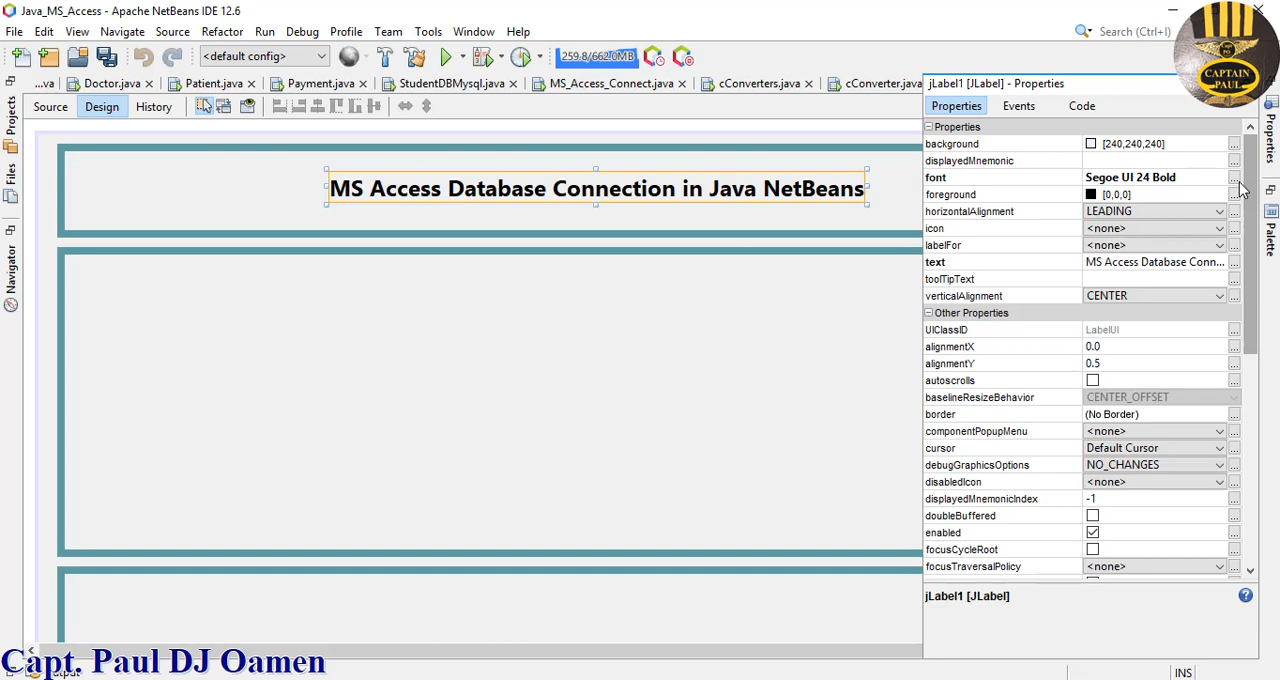 Java_MS_Access - Apache NetBeans IDE 12.6
File Edit View Navigate Source Refactor Run Debug Profile Team Tools Window Help
Search (Ctrl+I)
<default config>
259.8/662.0MB
...va Doctor.java Patient.java Payment.java StudentDBMysql.java MS_Access_Connect.java cConverters.java cConverter.java
jLabel1 [JLabel] - Properties
CAPTAIN
PAUL
Source Design History
Properties Events Code
Projects
Files
Navigator
MS Access Database Connection in Java NetBeans
Properties
background [240,240,240]
displayedMnemonic
font Segoe UI 24 Bold
foreground [0,0,0]
horizontalAlignment LEADING
icon <none>
labelFor <none>
text MS Access Database Conn...
toolTipText
verticalAlignment CENTER
Other Properties
UIClassID LabelUI
alignmentX 0.0
alignmentY 0.5
autoscrolls
baselineResizeBehavior CENTER_OFFSET
border (No Border)
componentPopupMenu <none>
cursor Default Cursor
debugGraphicsOptions NO_CHANGES
disabledIcon <none>
displayedMnemonicIndex -1
doubleBuffered
enabled
focusCycleRoot
focusTraversalPolicy <none>
jLabel1 [JLabel]
Properties
Palette
Capt. Paul DJ Oamen
INS